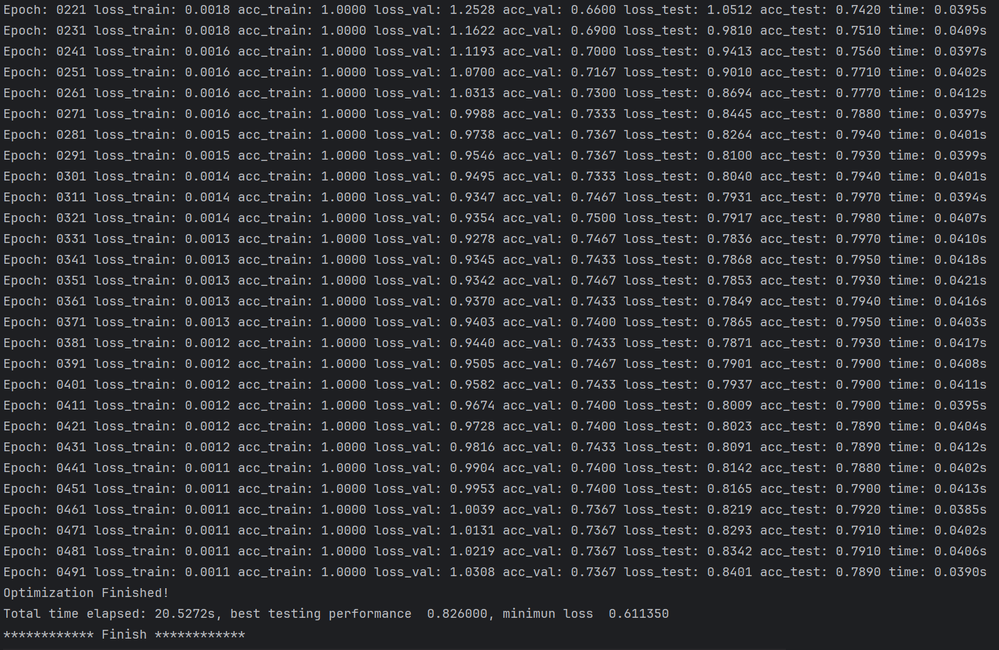 Epoch: 0221 loss_train: 0.0018 acc_train: 1.0000 loss_val: 1.2528 acc_val: 0.6600 loss_test: 1.0512 acc_test: 0.7420 time: 0.0395s
Epoch: 0231 loss_train: 0.0018 acc_train: 1.0000 loss_val: 1.1622 acc_val: 0.6900 loss_test: 0.9810 acc_test: 0.7510 time: 0.0409s
Epoch: 0241 loss_train: 0.0016 acc_train: 1.0000 loss_val: 1.1193 acc_val: 0.7000 loss_test: 0.9413 acc_test: 0.7560 time: 0.0397s
Epoch: 0251 loss_train: 0.0016 acc_train: 1.0000 loss_val: 1.0700 acc_val: 0.7167 loss_test: 0.9010 acc_test: 0.7710 time: 0.0402s
Epoch: 0261 loss_train: 0.0016 acc_train: 1.0000 loss_val: 1.0313 acc_val: 0.7300 loss_test: 0.8694 acc_test: 0.7770 time: 0.0412s
Epoch: 0271 loss_train: 0.0016 acc_train: 1.0000 loss_val: 0.9988 acc_val: 0.7333 loss_test: 0.8445 acc_test: 0.7880 time: 0.0397s
Epoch: 0281 loss_train: 0.0015 acc_train: 1.0000 loss_val: 0.9738 acc_val: 0.7367 loss_test: 0.8264 acc_test: 0.7940 time: 0.0401s
Epoch: 0291 loss_train: 0.0015 acc_train: 1.0000 loss_val: 0.9546 acc_val: 0.7367 loss_test: 0.8100 acc_test: 0.7930 time: 0.0399s
Epoch: 0301 loss_train: 0.0014 acc_train: 1.0000 loss_val: 0.9495 acc_val: 0.7333 loss_test: 0.8040 acc_test: 0.7940 time: 0.0401s
Epoch: 0311 loss_train: 0.0014 acc_train: 1.0000 loss_val: 0.9347 acc_val: 0.7467 loss_test: 0.7931 acc_test: 0.7970 time: 0.0394s
Epoch: 0321 loss_train: 0.0014 acc_train: 1.0000 loss_val: 0.9354 acc_val: 0.7500 loss_test: 0.7917 acc_test: 0.7980 time: 0.0407s
Epoch: 0331 loss_train: 0.0013 acc_train: 1.0000 loss_val: 0.9278 acc_val: 0.7467 loss_test: 0.7836 acc_test: 0.7970 time: 0.0410s
Epoch: 0341 loss_train: 0.0013 acc_train: 1.0000 loss_val: 0.9345 acc_val: 0.7433 loss_test: 0.7868 acc_test: 0.7950 time: 0.0418s
Epoch: 0351 loss_train: 0.0013 acc_train: 1.0000 loss_val: 0.9342 acc_val: 0.7467 loss_test: 0.7853 acc_test: 0.7930 time: 0.0421s
Epoch: 0361 loss_train: 0.0013 acc_train: 1.0000 loss_val: 0.9370 acc_val: 0.7433 loss_test: 0.7849 acc_test: 0.7940 time: 0.0416s
Epoch: 0371 loss_train: 0.0013 acc_train: 1.0000 loss_val: 0.9403 acc_val: 0.7400 loss_test: 0.7865 acc_test: 0.7950 time: 0.0403s
Epoch: 0381 loss_train: 0.0012 acc_train: 1.0000 loss_val: 0.9440 acc_val: 0.7433 loss_test: 0.7871 acc_test: 0.7930 time: 0.0417s
Epoch: 0391 loss_train: 0.0012 acc_train: 1.0000 loss_val: 0.9505 acc_val: 0.7467 loss_test: 0.7901 acc_test: 0.7900 time: 0.0408s
Epoch: 0401 loss_train: 0.0012 acc_train: 1.0000 loss_val: 0.9582 acc_val: 0.7433 loss_test: 0.7937 acc_test: 0.7900 time: 0.0411s
Epoch: 0411 loss_train: 0.0012 acc_train: 1.0000 loss_val: 0.9674 acc_val: 0.7400 loss_test: 0.8009 acc_test: 0.7900 time: 0.0395s
Epoch: 0421 loss_train: 0.0012 acc_train: 1.0000 loss_val: 0.9728 acc_val: 0.7400 loss_test: 0.8023 acc_test: 0.7890 time: 0.0404s
Epoch: 0431 loss_train: 0.0012 acc_train: 1.0000 loss_val: 0.9816 acc_val: 0.7433 loss_test: 0.8091 acc_test: 0.7890 time: 0.0412s
Epoch: 0441 loss_train: 0.0011 acc_train: 1.0000 loss_val: 0.9904 acc_val: 0.7400 loss_test: 0.8142 acc_test: 0.7880 time: 0.0402s
Epoch: 0451 loss_train: 0.0011 acc_train: 1.0000 loss_val: 0.9953 acc_val: 0.7400 loss_test: 0.8165 acc_test: 0.7900 time: 0.0413s
Epoch: 0461 loss_train: 0.0011 acc_train: 1.0000 loss_val: 1.0039 acc_val: 0.7367 loss_test: 0.8219 acc_test: 0.7920 time: 0.0385s
Epoch: 0471 loss_train: 0.0011 acc_train: 1.0000 loss_val: 1.0131 acc_val: 0.7367 loss_test: 0.8293 acc_test: 0.7910 time: 0.0402s
Epoch: 0481 loss_train: 0.0011 acc_train: 1.0000 loss_val: 1.0219 acc_val: 0.7367 loss_test: 0.8342 acc_test: 0.7910 time: 0.0406s
Epoch: 0491 loss_train: 0.0011 acc_train: 1.0000 loss_val: 1.0308 acc_val: 0.7367 loss_test: 0.8401 acc_test: 0.7890 time: 0.0390s
Optimization Finished!
Total time elapsed: 20.5272s, best testing performance  0.826000, minimun loss  0.611350
************ Finish ************